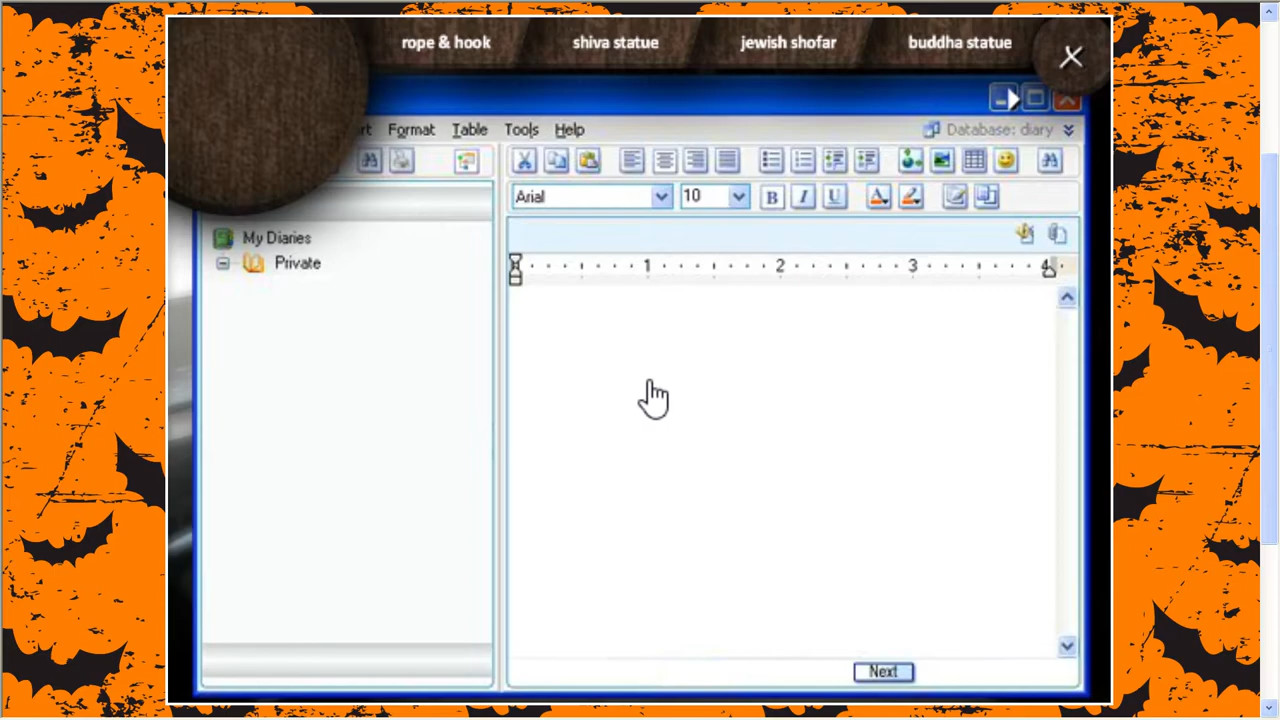 rope & hook shiva statue jewish shofar buddha statue
Format Table Tools Help Database: diary
Arial 10 B I U
My Diaries
Private
1 2 3 4
Next